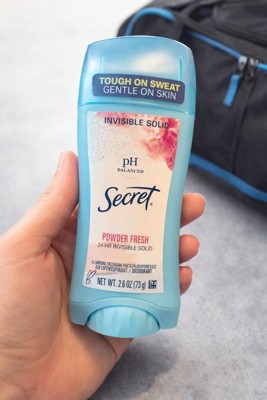 TOUGH ON SWEAT
GENTLE ON SKIN
INVISIBLE SOLID
pH
BALANCED
Secret
POWDER FRESH
24 HR INVISIBLE SOLID
ANTIPERSPIRANT / DEODORANT
NET WT. 2.6 OZ (73 g)